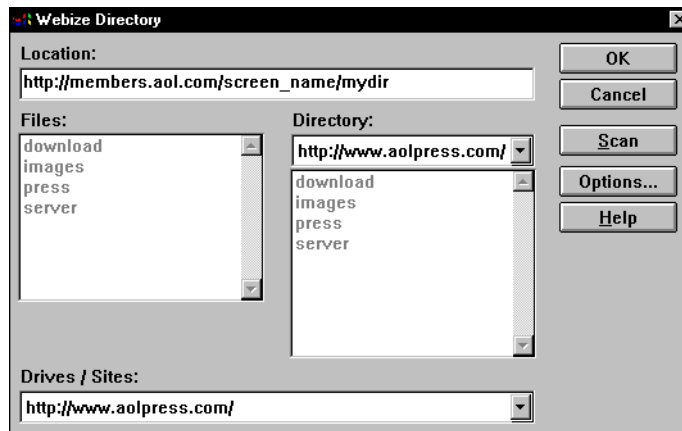 Webize Directory
Location:
http://members.aol.com/screen_name/mydir
Files:
download
images
press
server
Directory:
http://www.aolpress.com/
download
images
press
server
Drives / Sites:
http://www.aolpress.com/
OK
Cancel
Scan
Options...
Help